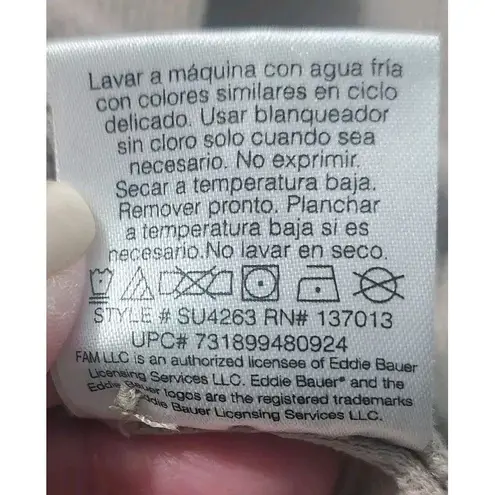 Lavar a máquina con agua fría
con colores similares en ciclo
delicado. Usar blanqueador
sin cloro solo cuando sea
necesario. No exprimir.
Secar a temperatura baja.
Remover pronto. Planchar
a temperatura baja si es
necesario.No lavar en seco.
STYLE # SU4263 RN# 137013
UPC# 731899480924
FAM LLC is an authorized licensee of Eddie Bauer
Licensing Services LLC. Eddie Bauer® and the
Eddie Bauer logos are the registered trademarks
Eddie Bauer Licensing Services LLC.